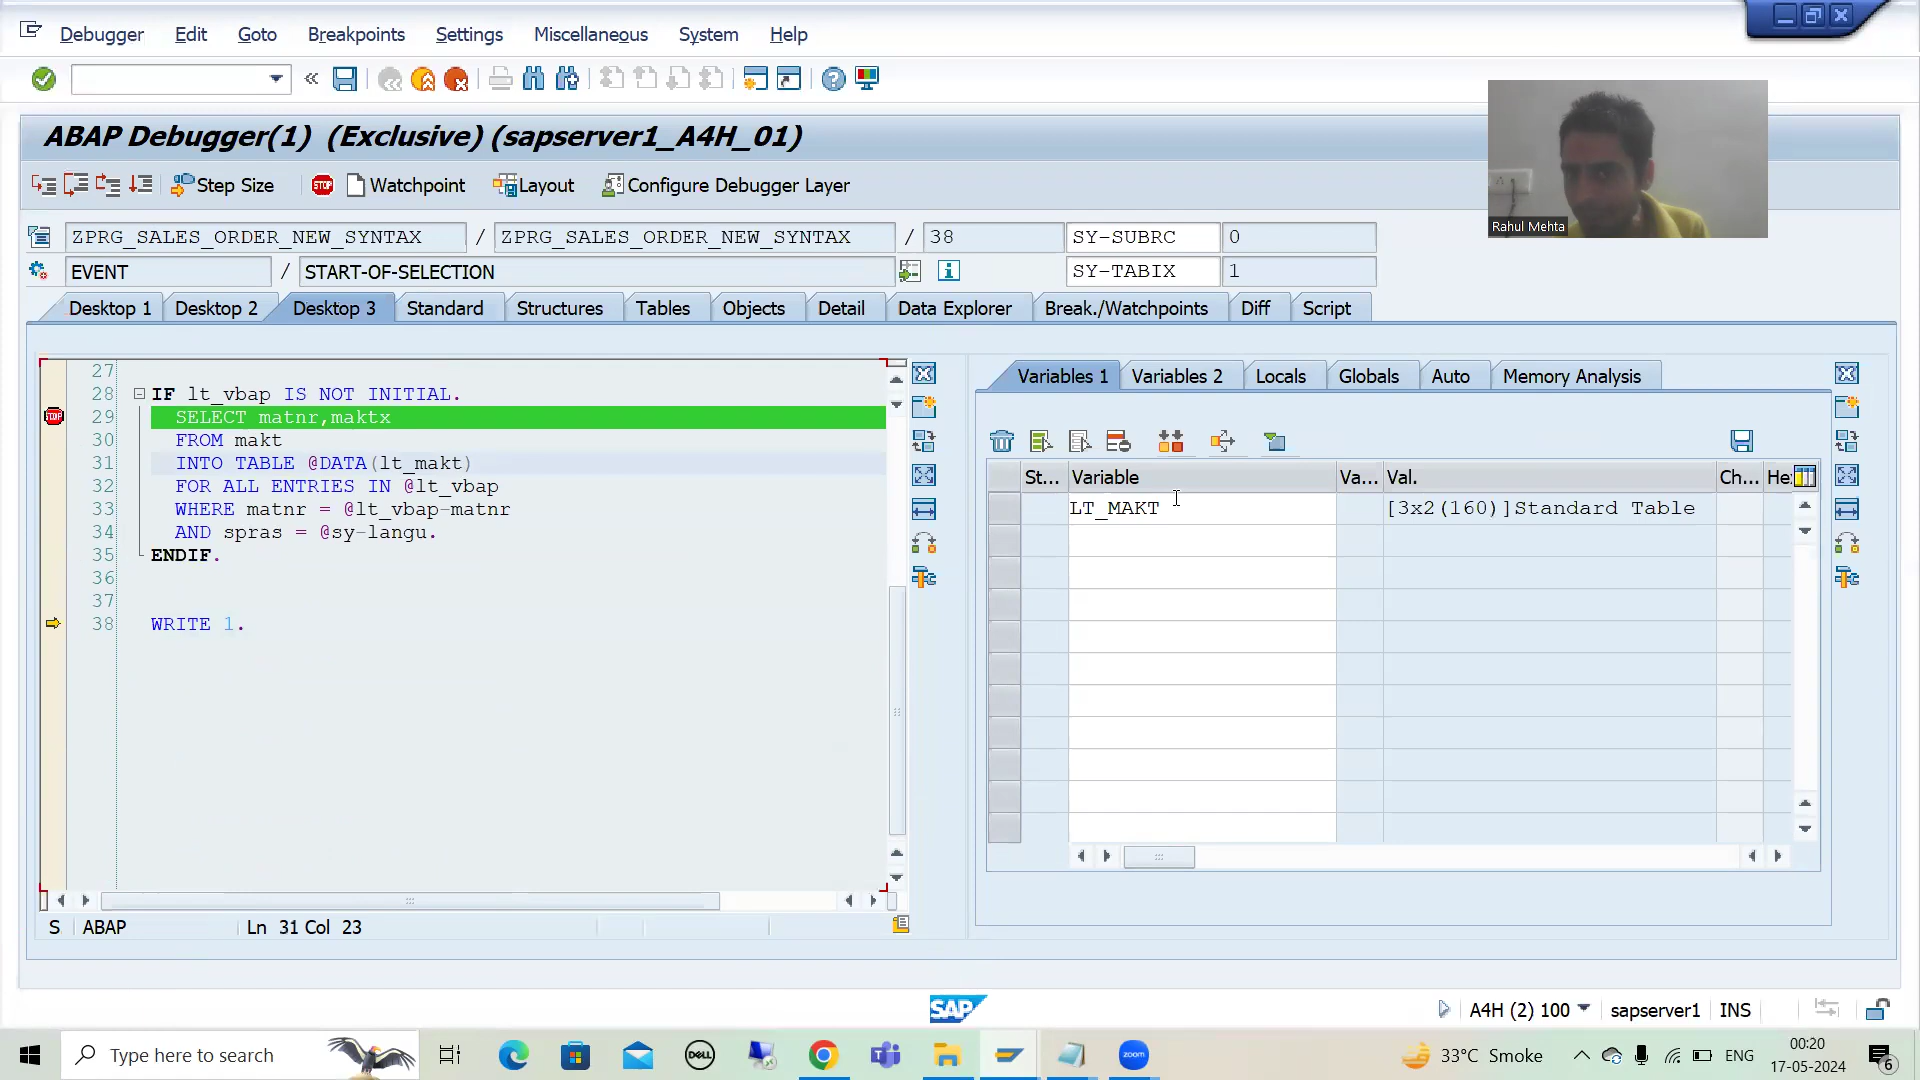 Debugger Edit Goto Breakpoints Settings Miscellaneous System Help
ABAP Debugger(1) (Exclusive) (sapserver1_A4H_01)
Step Size Watchpoint Layout Configure Debugger Layer
Rahul Mehta
ZPRG_SALES_ORDER_NEW_SYNTAX / ZPRG_SALES_ORDER_NEW_SYNTAX / 38 SY-SUBRC 0
EVENT / START-OF-SELECTION SY-TABIX 1
Desktop 1 Desktop 2 Desktop 3 Standard Structures Tables Objects Detail Data Explorer Break./Watchpoints Diff Script
27
28 IF lt_vbap IS NOT INITIAL.
29 SELECT matnr,maktx
30 FROM makt
31 INTO TABLE @DATA(lt_makt)
32 FOR ALL ENTRIES IN @lt_vbap
33 WHERE matnr = @lt_vbap-matnr
34 AND spras = @sy-langu.
35 ENDIF.
36
37
38 WRITE 1.
S ABAP Ln 31 Col 23
Variables 1 Variables 2 Locals Globals Auto Memory Analysis
St... Variable Va... Val. Ch... He
LT_MAKT [3x2(160)]Standard Table
SAP
A4H (2) 100 sapserver1 INS
Type here to search
DELL
zoom
33°C Smoke
ENG
00:20
17-05-2024
6